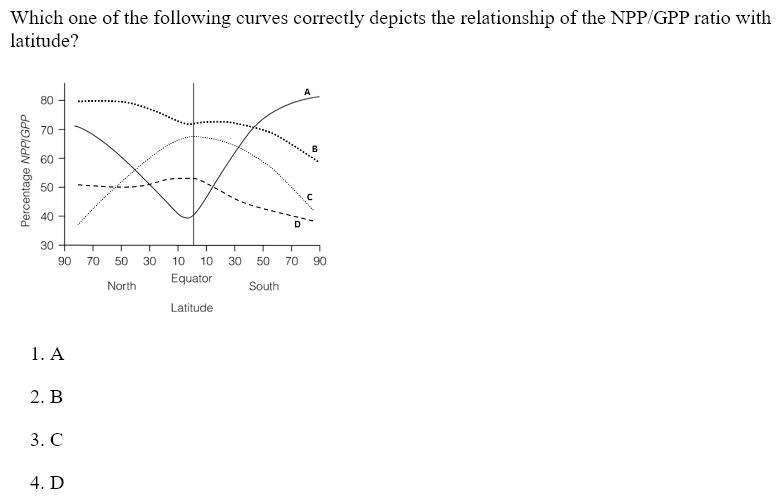 Which one of the following curves correctly depicts the relationship of the NPP/GPP ratio with
latitude?
Percentage NPP/GPP
80
70
60
50
40
30
A
B
C
D
90 70 50 30 10 10 30 50 70 90
Equator
North South
Latitude
1. A
2. B
3. C
4. D